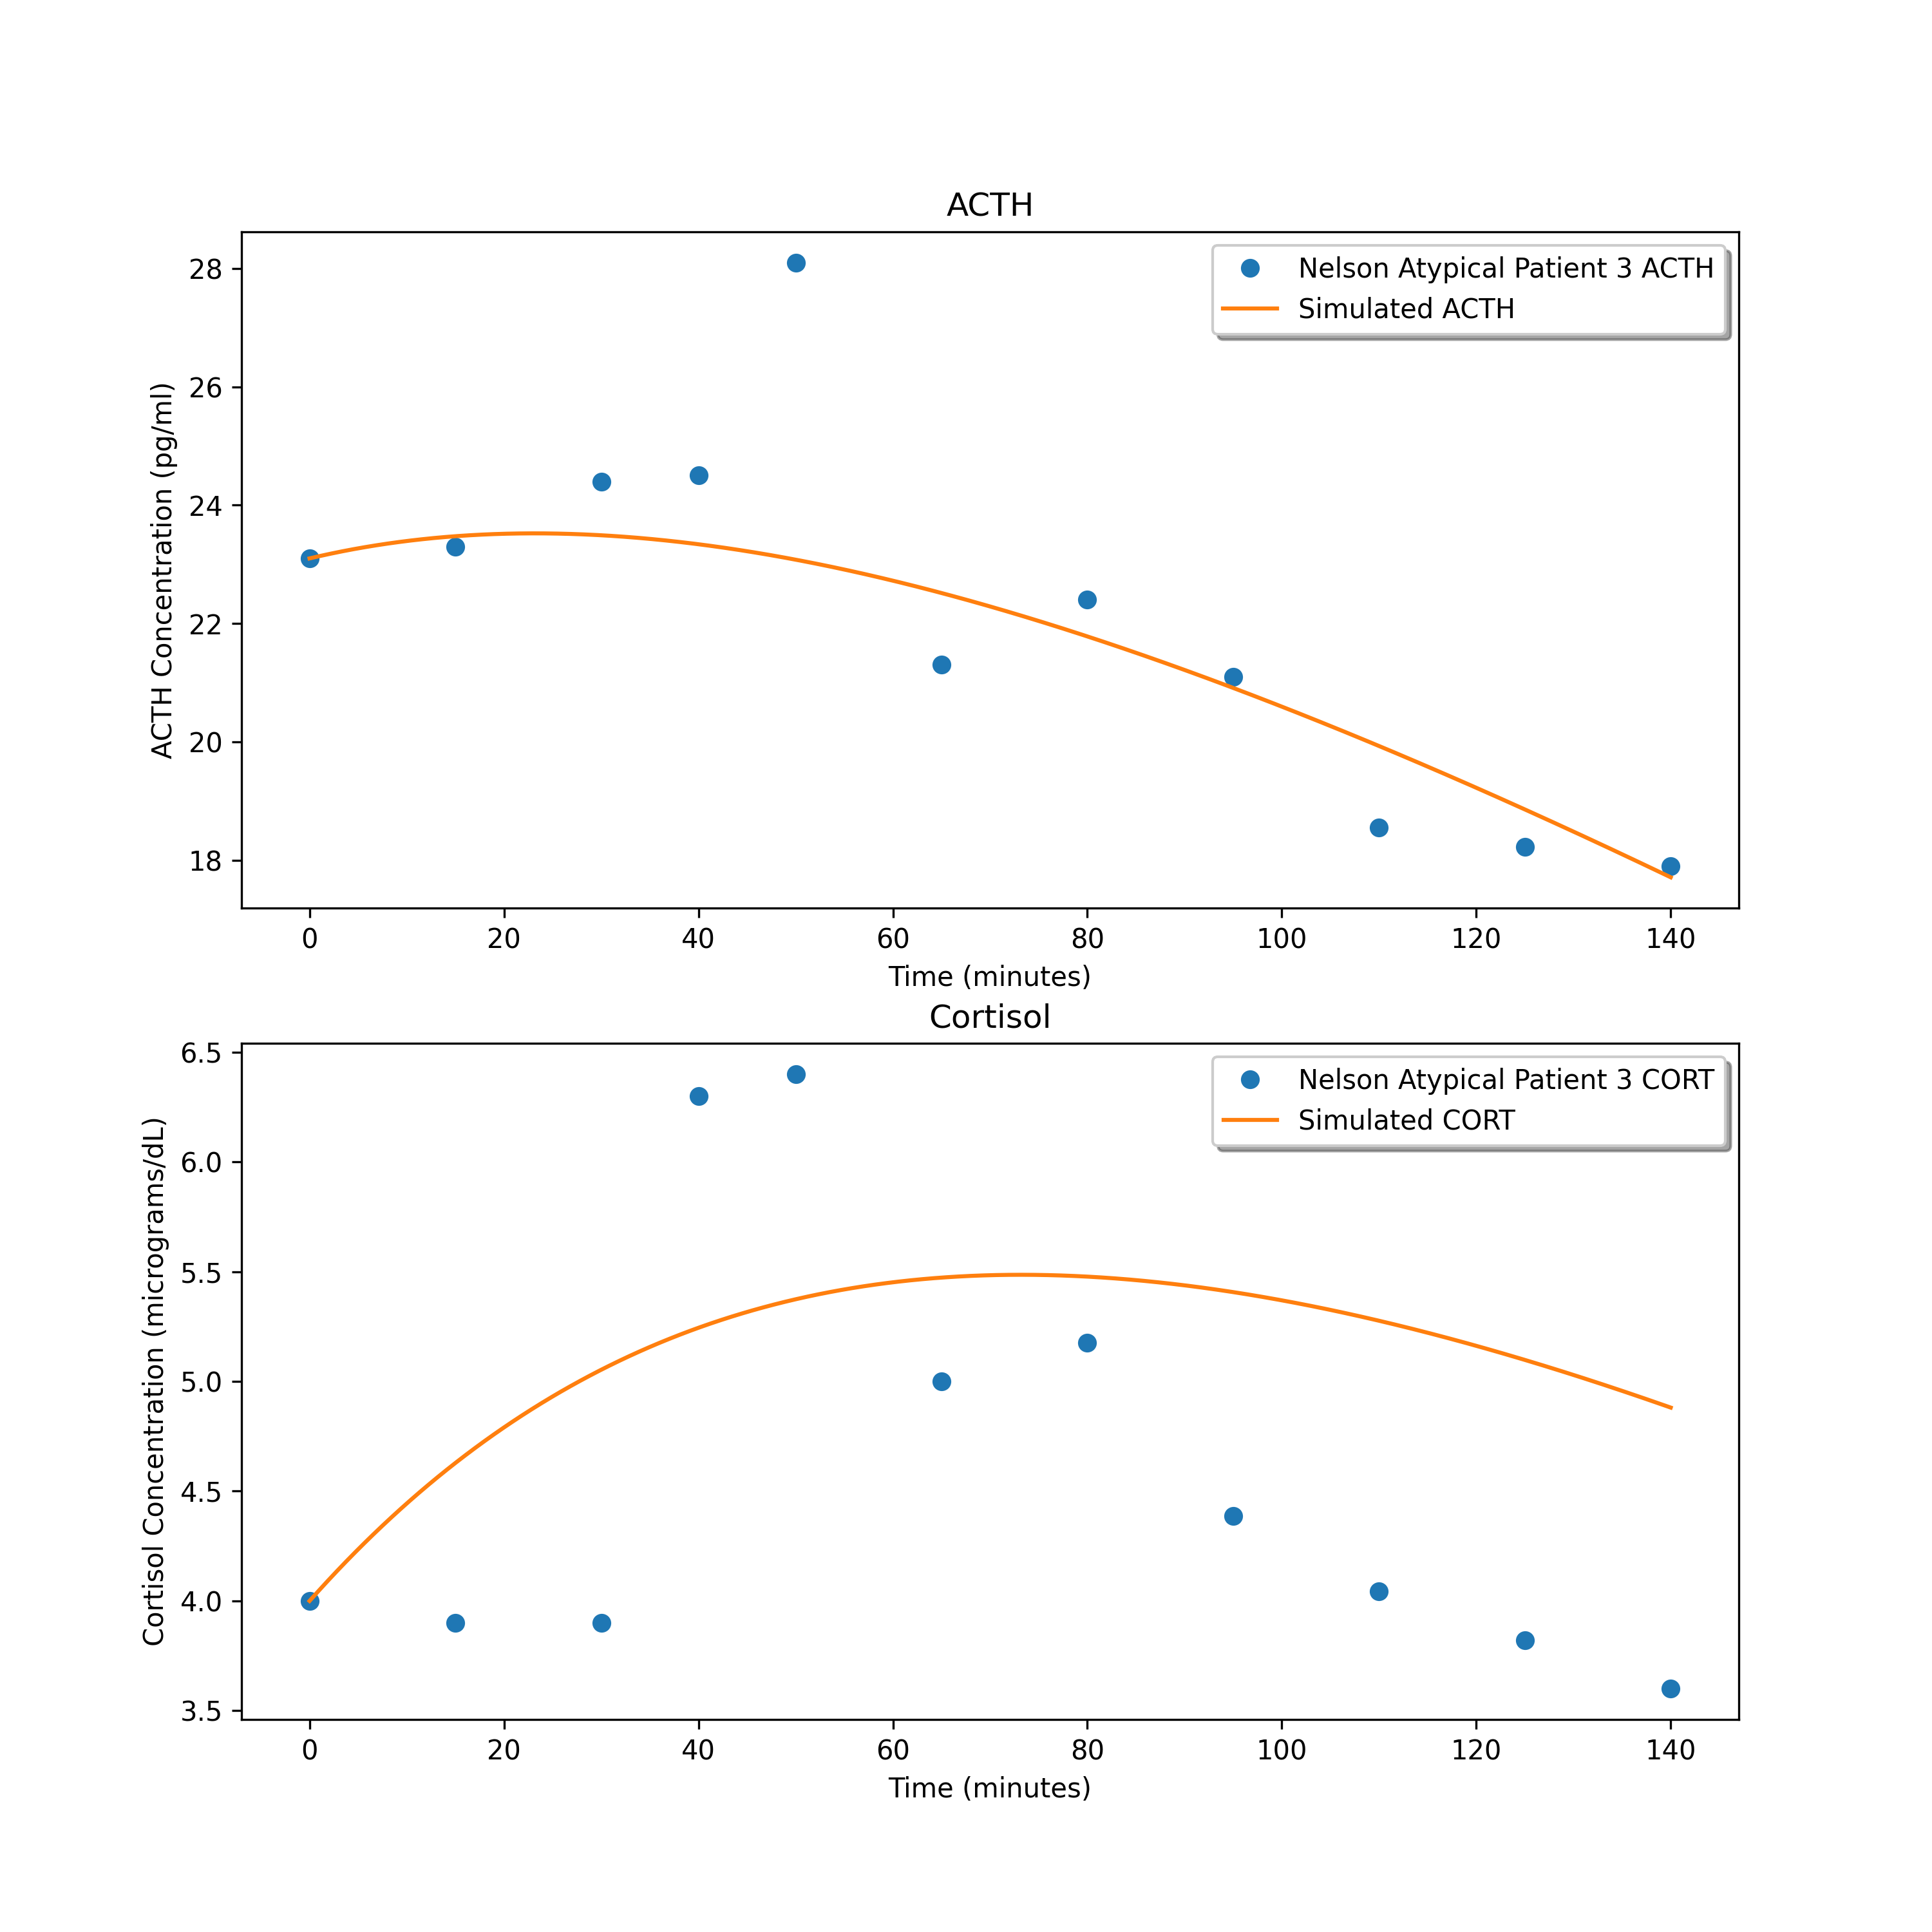 ACTH
28
26
24
22
20
18
ACTH Concentration (pg/ml)
Nelson Atypical Patient 3 ACTH
Simulated ACTH
0 20 40 60 80 100 120 140
Time (minutes)
Cortisol
6.5
6.0
5.5
5.0
4.5
4.0
3.5
Cortisol Concentration (micrograms/dL)
Nelson Atypical Patient 3 CORT
Simulated CORT
0 20 40 60 80 100 120 140
Time (minutes)